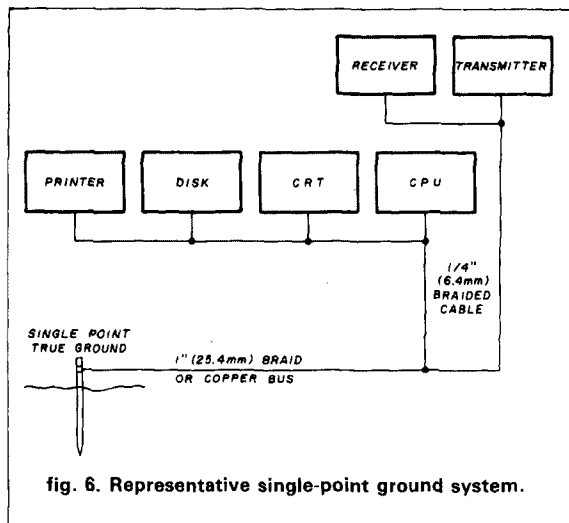 RECEIVER
TRANSMITTER
PRINTER
DISK
CRT
CPU
1/4"
(6.4mm)
BRAIDED
CABLE
SINGLE POINT
TRUE GROUND
1" (25.4mm) BRAID
OR COPPER BUS
fig. 6. Representative single-point ground system.